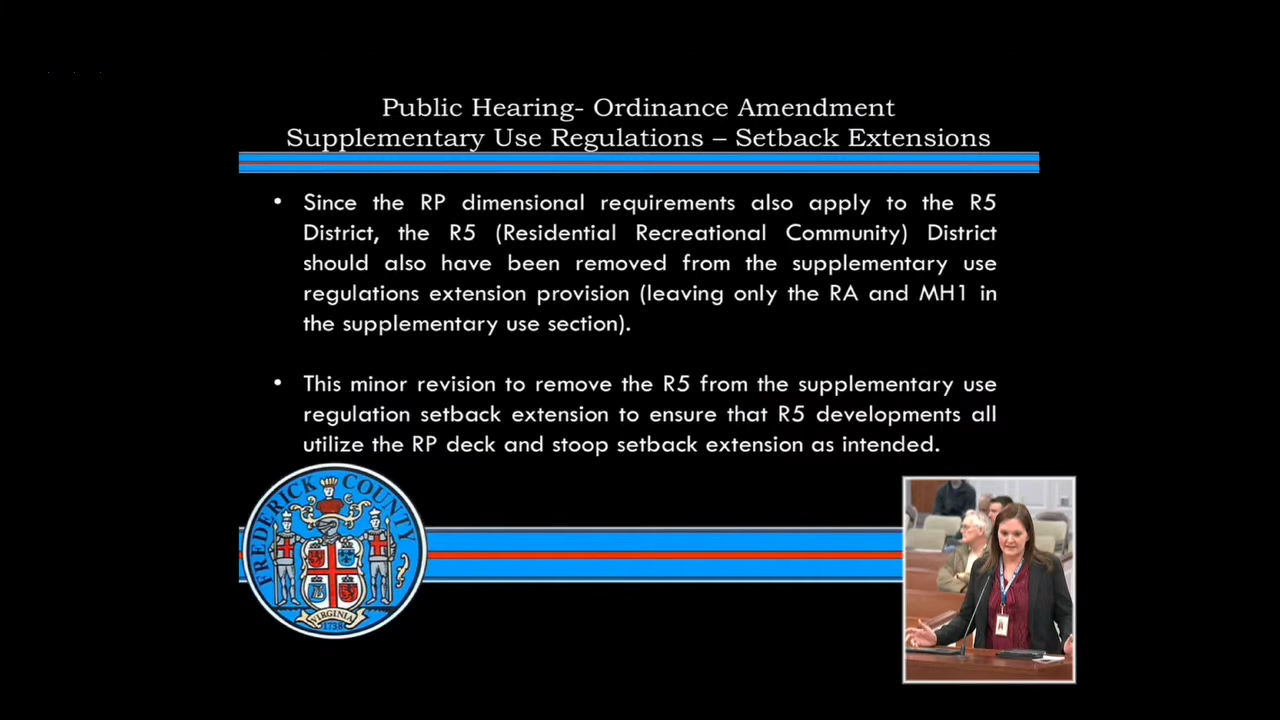 Public Hearing- Ordinance Amendment
Supplementary Use Regulations – Setback Extensions
• Since the RP dimensional requirements also apply to the R5
District, the R5 (Residential Recreational Community) District
should also have been removed from the supplementary use
regulations extension provision (leaving only the RA and MH1 in
the supplementary use section).
• This minor revision to remove the R5 from the supplementary use
regulation setback extension to ensure that R5 developments all
utilize the RP deck and stoop setback extension as intended.
FREDERICK COUNTY
VIRGINIA
1738